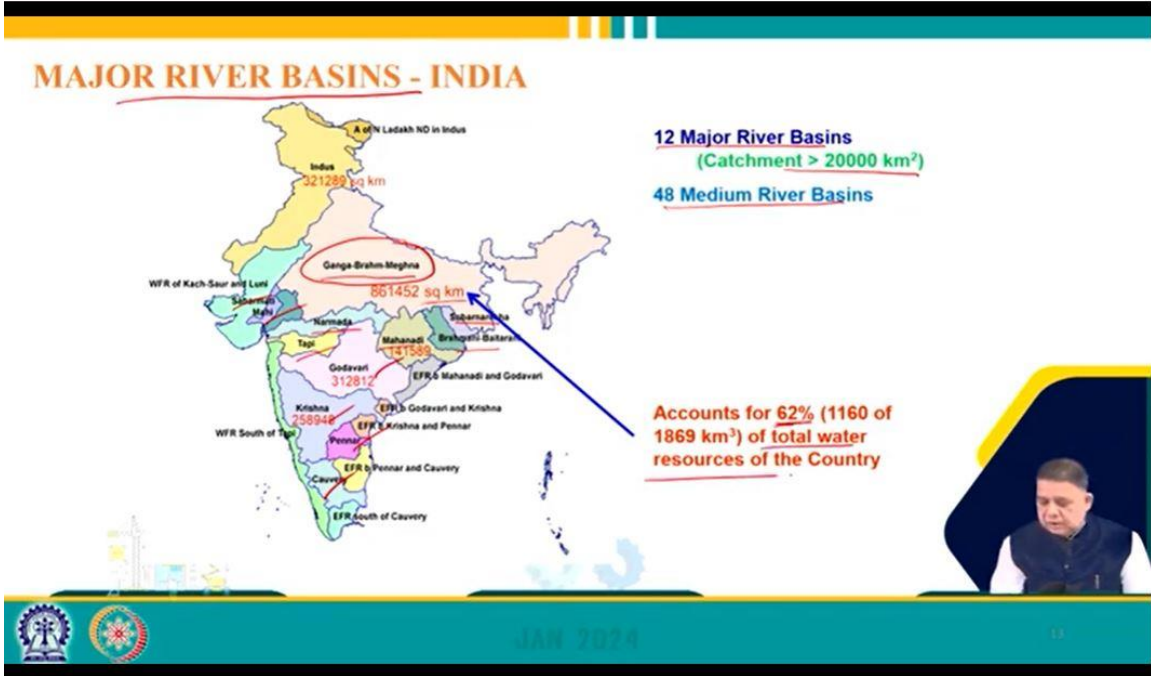 MAJOR RIVER BASINS - INDIA
A of N Ladakh ND in Indus
Indus
321289 sq km
Ganga-Brahm-Meghna
861452 sq km
WFR of Kach-Saur and Luni
Sabarmati
Mahi
Narmada
Subarnarekha
Tapi
Mahanadi
141589
Brahmani-Baitarani
Godavari
312812
EFR b Mahanadi and Godavari
Krishna
258948
EFR b Godavari and Krishna
WFR South of Tapi
EFR b Krishna and Pennar
Pennar
EFR b Pennar and Cauvery
Cauvery
EFR south of Cauvery
12 Major River Basins
(Catchment > 20000 km²)
48 Medium River Basins
Accounts for 62% (1160 of
1869 km³) of total water
resources of the Country
JAN 2024
13